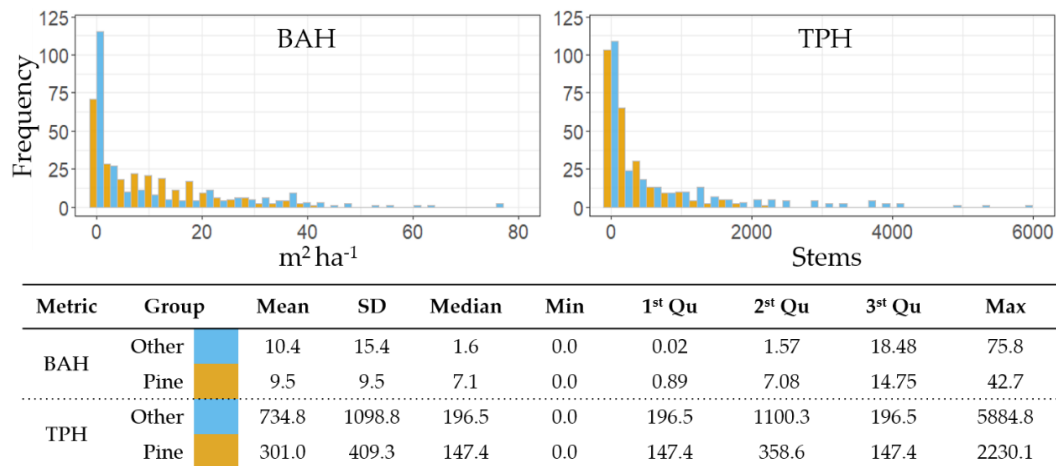 BAH
TPH
Frequency
125
100
75
50
25
0
0 20 40 60 80
m² ha⁻¹
125
100
75
50
25
0
0 2000 4000 6000
Stems
Metric Group Mean SD Median Min 1ˢᵗ Qu 2ˢᵗ Qu 3ˢᵗ Qu Max
BAH
Other 10.4 15.4 1.6 0.0 0.02 1.57 18.48 75.8
Pine 9.5 9.5 7.1 0.0 0.89 7.08 14.75 42.7
TPH
Other 734.8 1098.8 196.5 0.0 196.5 1100.3 196.5 5884.8
Pine 301.0 409.3 147.4 0.0 147.4 358.6 147.4 2230.1